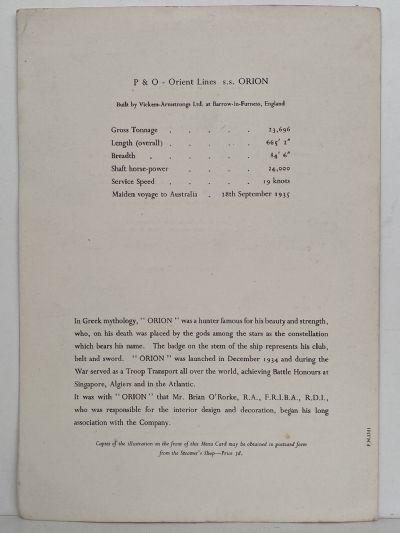 P & O - Orient Lines s.s. ORION
Built by Vickers-Armstrongs Ltd. at Barrow-in-Furness, England
Gross Tonnage . . . . . 23,696
Length (overall) . . . . . 665' 2"
Breadth . . . . . 84' 6"
Shaft horse-power . . . . 24,000
Service Speed . . . . . 19 knots
Maiden voyage to Australia . 28th September 1935
In Greek mythology, "ORION" was a hunter famous for his beauty and strength,
who, on his death was placed by the gods among the stars as the constellation
which bears his name. The badge on the stem of the ship represents his club,
belt and sword. "ORION" was launched in December 1934 and during the
War served as a Troop Transport all over the world, achieving Battle Honours at
Singapore, Algiers and in the Atlantic.
It was with "ORION" that Mr. Brian O'Rorke, R.A., F.R.I.B.A., R.D.I.,
who was responsible for the interior design and decoration, began his long
association with the Company.
Copies of the illustration on the front of this Menu Card may be obtained in postcard form
from the Steamer's Shop—Price 3d.